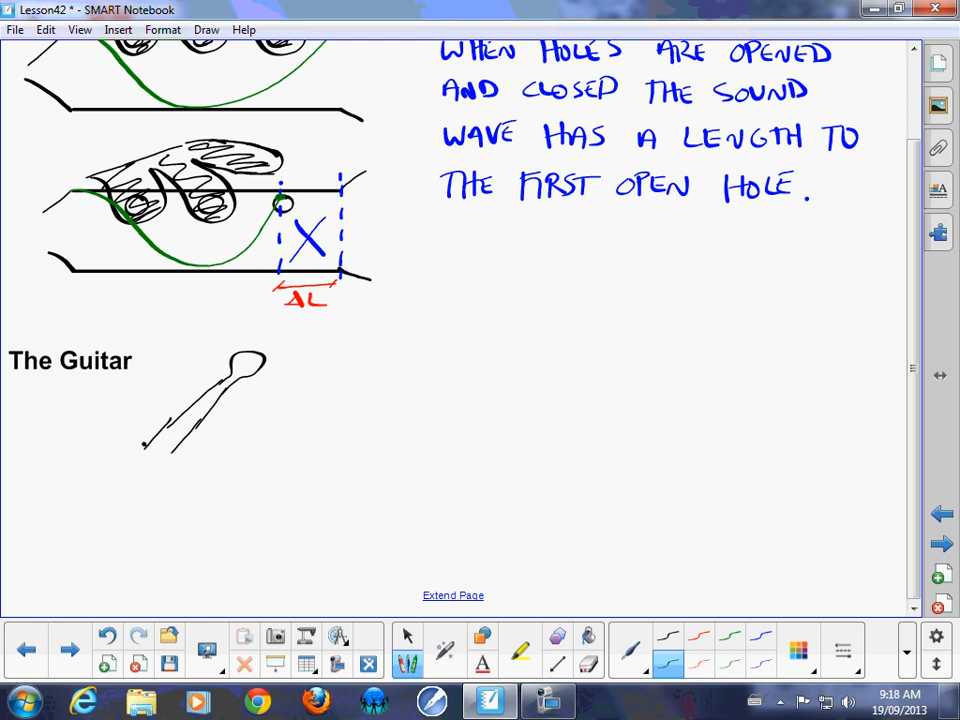 Lesson42 * - SMART Notebook
File Edit View Insert Format Draw Help
WHEN HOLES ARE OPENED
AND CLOSED THE SOUND
WAVE HAS A LENGTH TO
THE FIRST OPEN HOLE.
X
ΔL
The Guitar
Extend Page
9:18 AM
19/09/2013